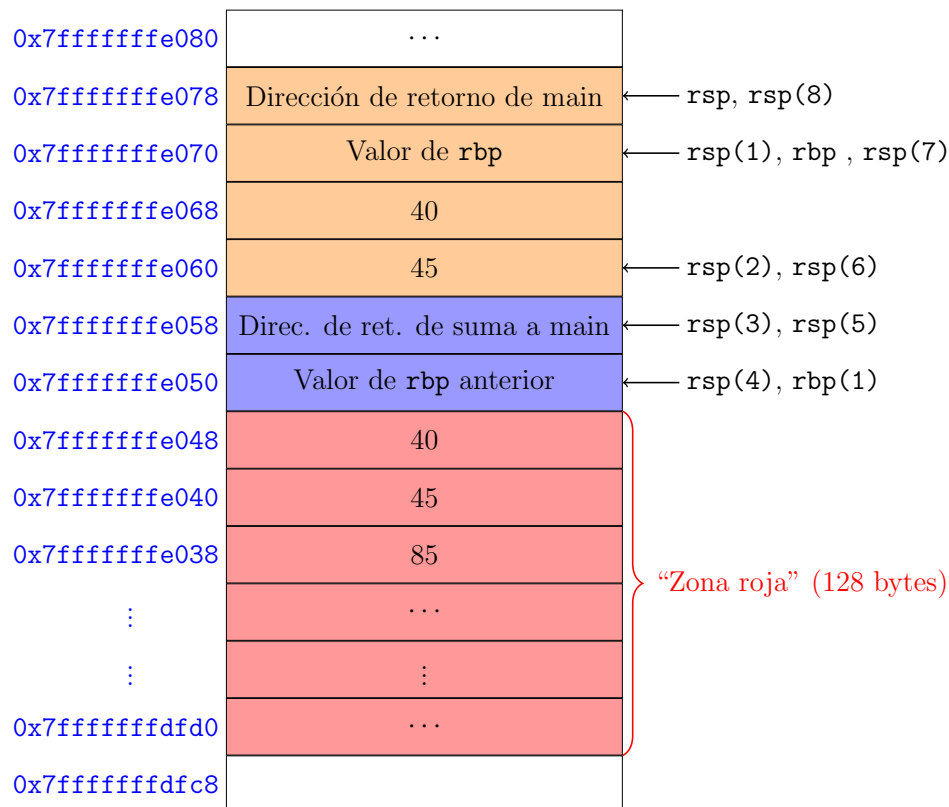 0x7fffffffe080 ...
0x7fffffffe078 Dirección de retorno de main rsp, rsp(8)
0x7fffffffe070 Valor de rbp rsp(1), rbp , rsp(7)
0x7fffffffe068 40
0x7fffffffe060 45 rsp(2), rsp(6)
0x7fffffffe058 Direc. de ret. de suma a main rsp(3), rsp(5)
0x7fffffffe050 Valor de rbp anterior rsp(4), rbp(1)
0x7fffffffe048 40
0x7fffffffe040 45
0x7fffffffe038 85
“Zona roja” (128 bytes)
⋮ ...
⋮ ⋮
0x7fffffffdfd0 ...
0x7fffffffdfc8